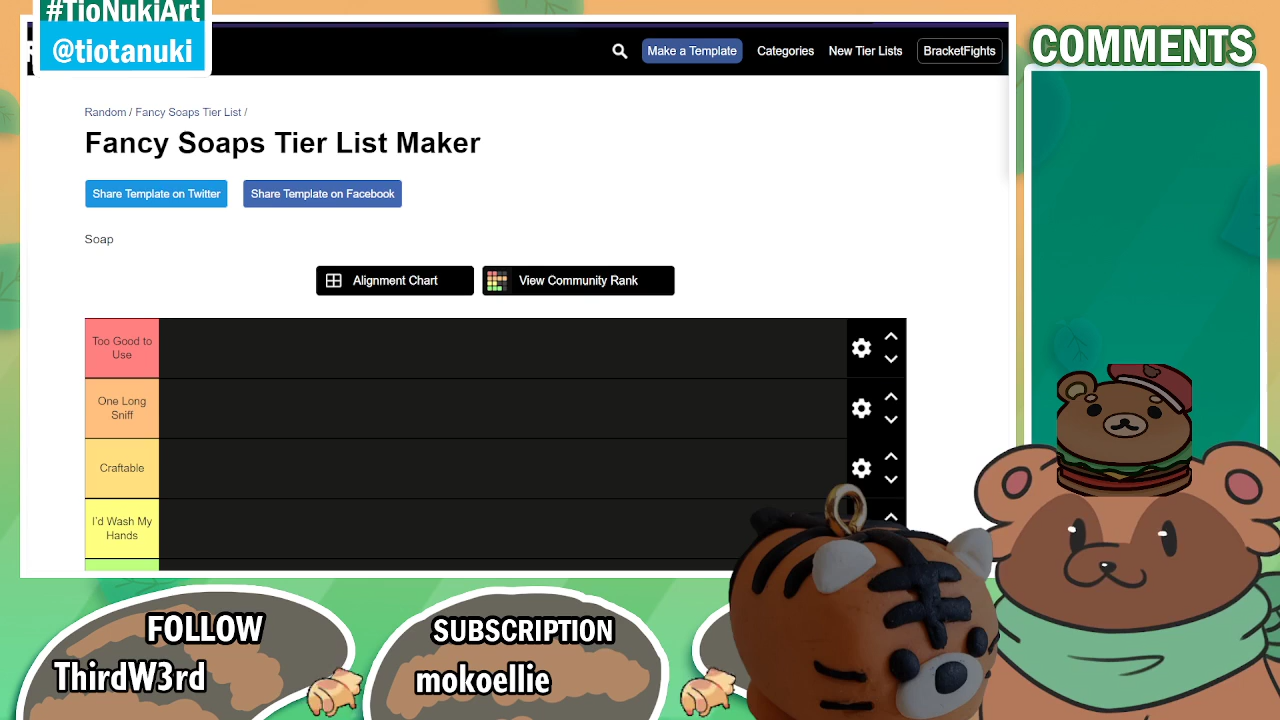 #TioNukiArt
@tiotanuki
Make a Template
Categories
New Tier Lists
BracketFights
COMMENTS
Random / Fancy Soaps Tier List /
Fancy Soaps Tier List Maker
Share Template on Twitter
Share Template on Facebook
Soap
Alignment Chart
View Community Rank
Too Good to
Use
One Long
Sniff
Craftable
I'd Wash My
Hands
FOLLOW
ThirdW3rd
SUBSCRIPTION
mokoellie